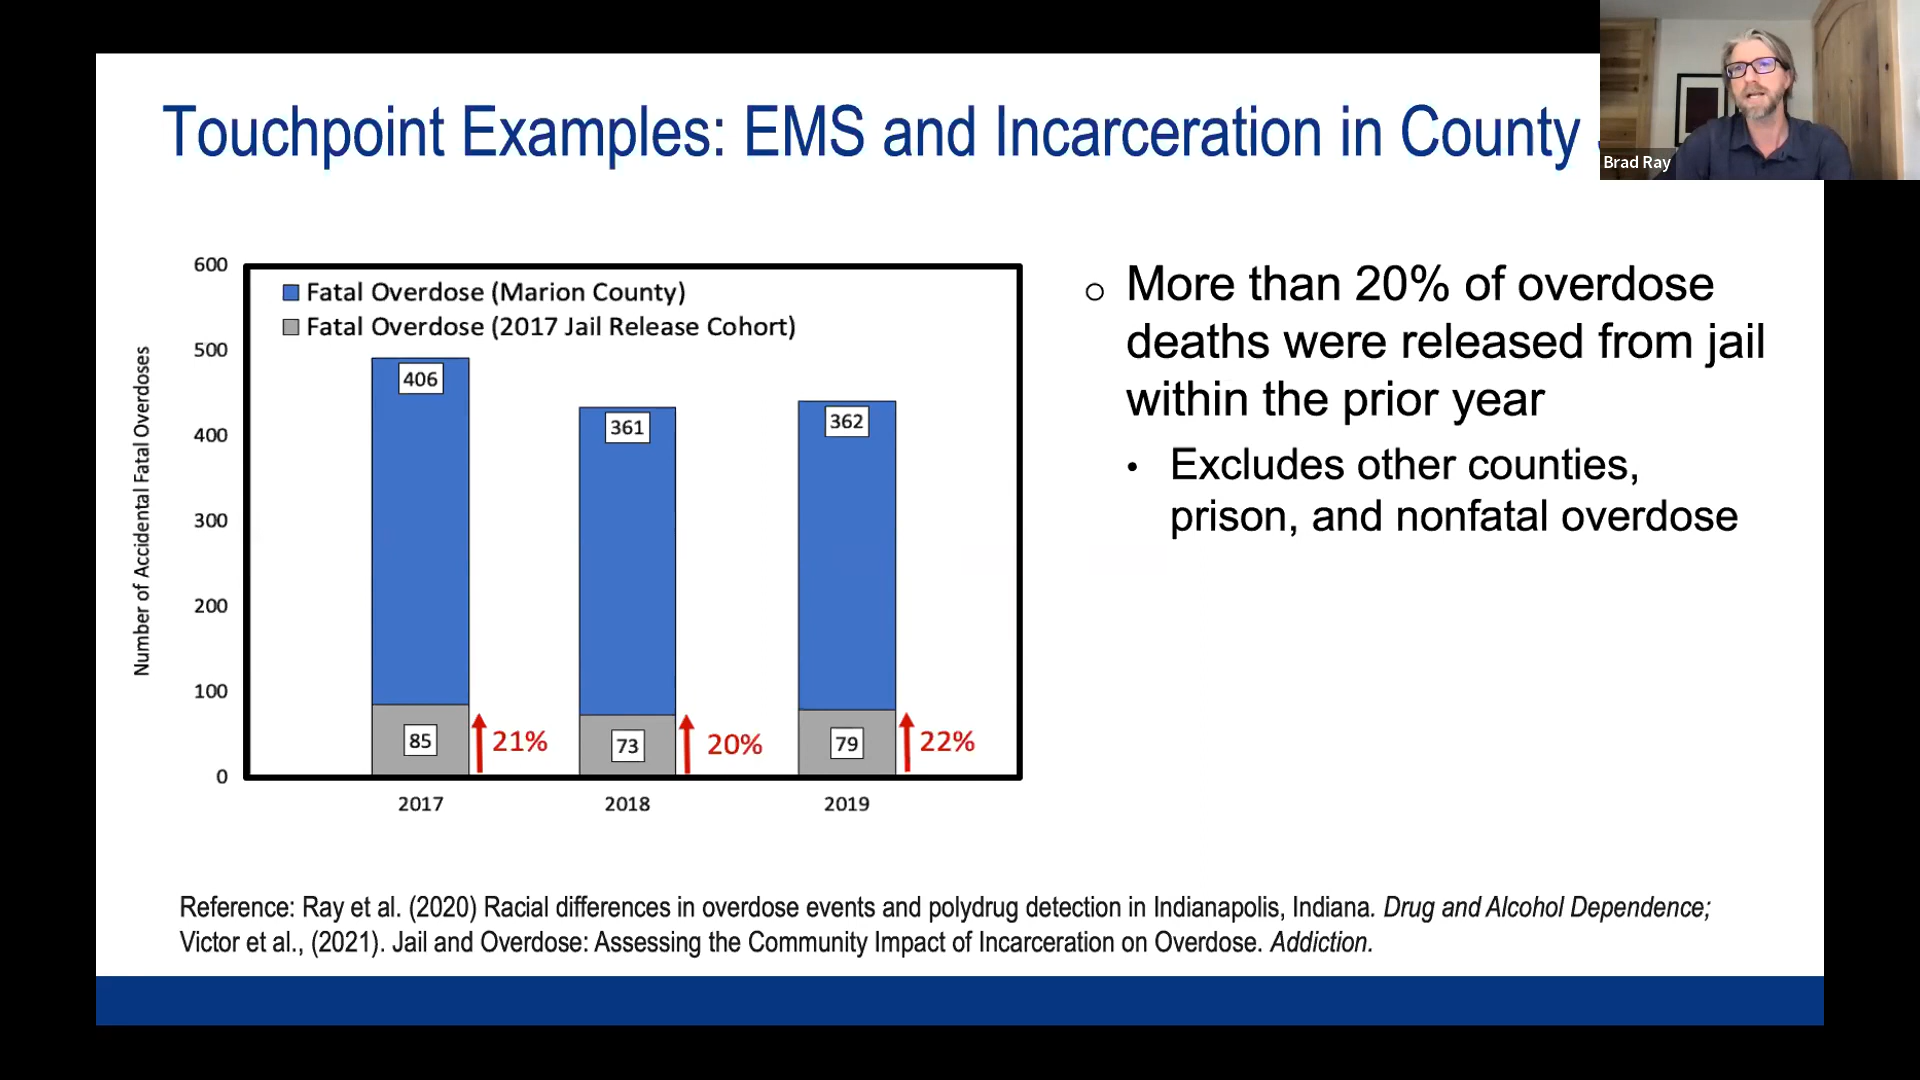 Touchpoint Examples: EMS and Incarceration in County
Brad Ray
600
500
400
300
200
100
0
Number of Accidental Fatal Overdoses
Fatal Overdose (Marion County)
Fatal Overdose (2017 Jail Release Cohort)
406
361
362
85
21%
73
20%
79
22%
2017
2018
2019
More than 20% of overdose
deaths were released from jail
within the prior year
Excludes other counties,
prison, and nonfatal overdose
Reference: Ray et al. (2020) Racial differences in overdose events and polydrug detection in Indianapolis, Indiana. Drug and Alcohol Dependence;
Victor et al., (2021). Jail and Overdose: Assessing the Community Impact of Incarceration on Overdose. Addiction.